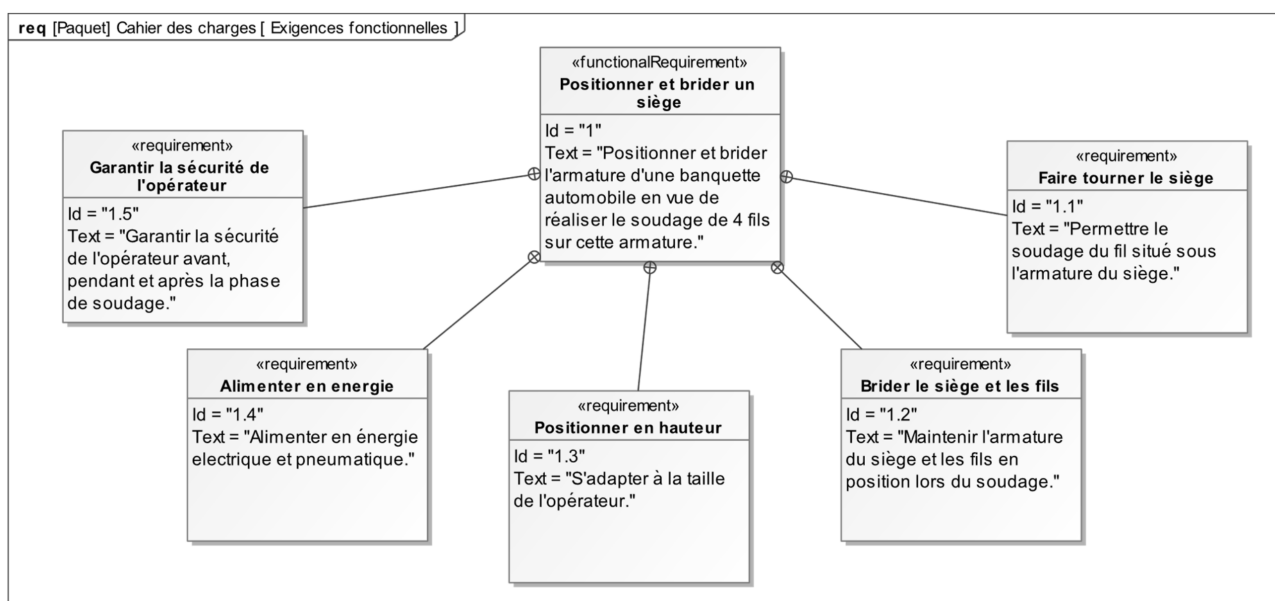 req [Paquet] Cahier des charges [ Exigences fonctionnelles ]
«functionalRequirement»
Positionner et brider un
siège
Id = "1"
Text = "Positionner et brider
l'armature d'une banquette
automobile en vue de
réaliser le soudage de 4 fils
sur cette armature."
«requirement»
Garantir la sécurité de
l'opérateur
Id = "1.5"
Text = "Garantir la sécurité
de l'opérateur avant,
pendant et après la phase
de soudage."
«requirement»
Faire tourner le siège
Id = "1.1"
Text = "Permettre le
soudage du fil situé sous
l'armature du siège."
«requirement»
Alimenter en energie
Id = "1.4"
Text = "Alimenter en énergie
electrique et pneumatique."
«requirement»
Positionner en hauteur
Id = "1.3"
Text = "S'adapter à la taille
de l'opérateur."
«requirement»
Brider le siège et les fils
Id = "1.2"
Text = "Maintenir l'armature
du siège et les fils en
position lors du soudage."